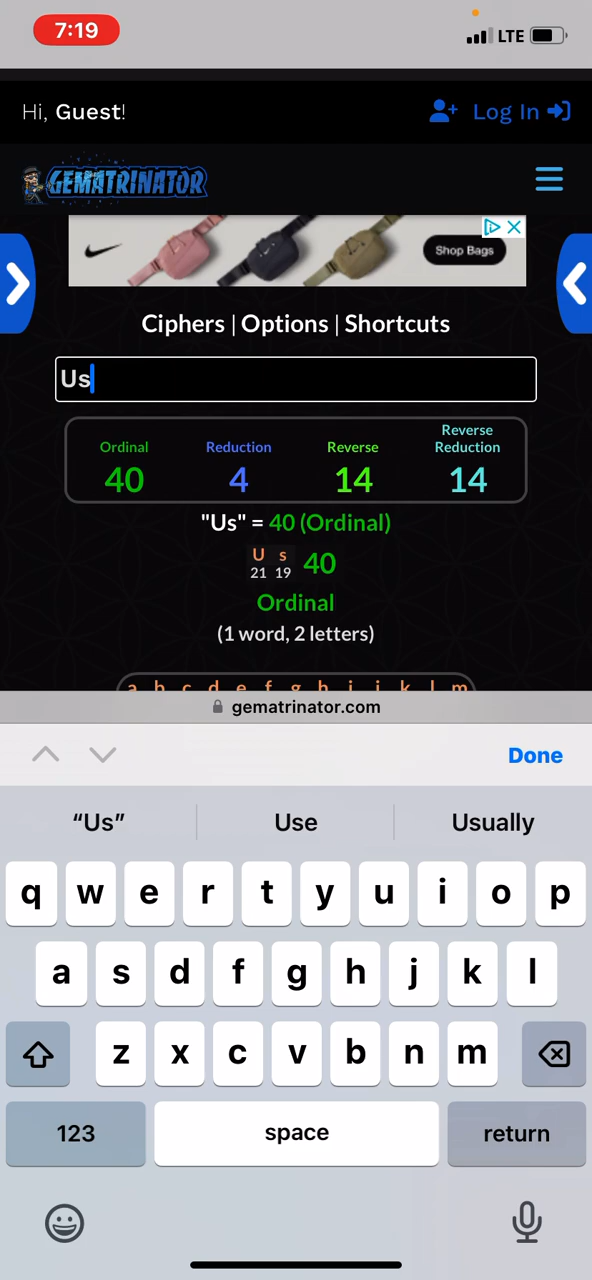 7:19 LTE
Hi, Guest! Log In
GEMATRINATOR
Shop Bags
Ciphers | Options | Shortcuts
Us
Ordinal Reduction Reverse Reverse Reduction
40 4 14 14
"Us" = 40 (Ordinal)
U s 40
21 19
Ordinal
(1 word, 2 letters)
a b c d e f g h i j k l m
gematrinator.com
Done
“Us” Use Usually
q w e r t y u i o p
a s d f g h j k l
z x c v b n m
123 space return